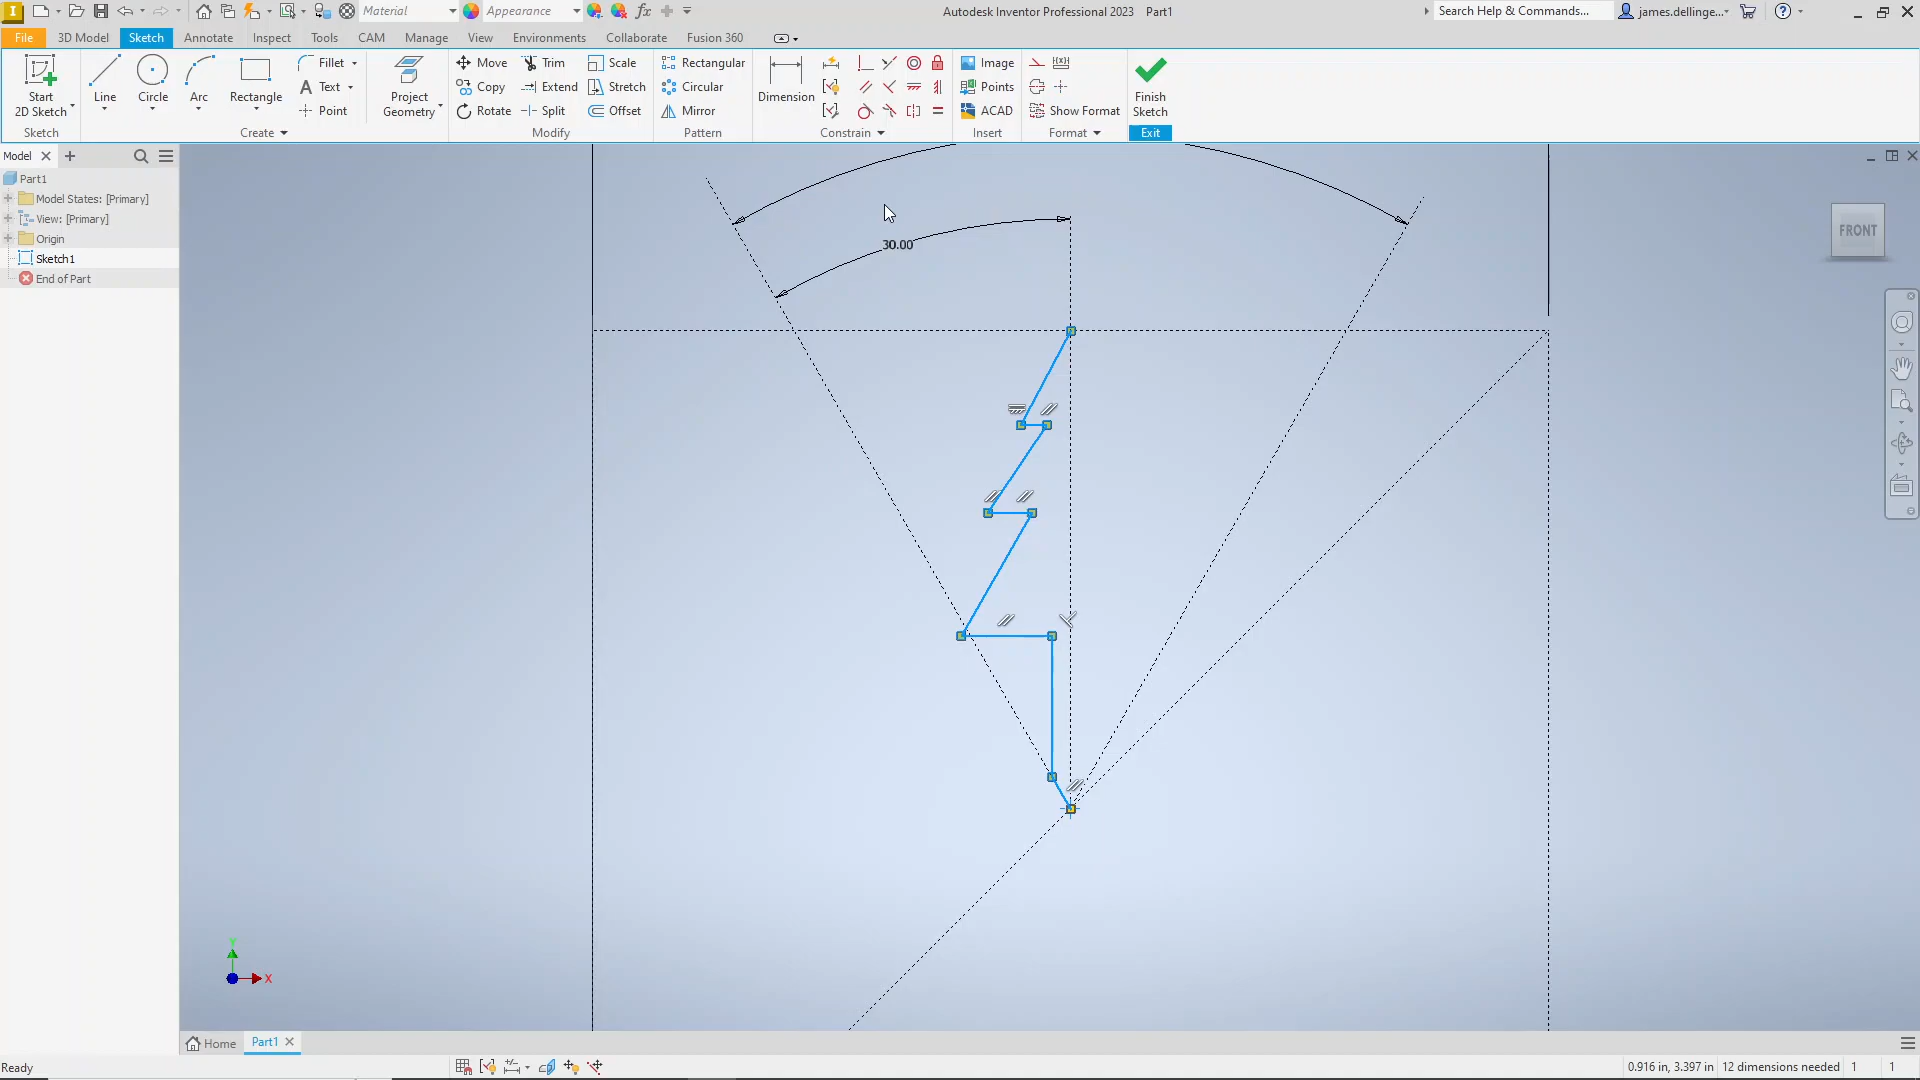 Material
Appearance
Autodesk Inventor Professional 2023 Part1
Search Help & Commands...
james.dellinge...
File 3D Model Sketch Annotate Inspect Tools CAM Manage View Environments Collaborate Fusion 360
Start 2D Sketch
Line
Circle
Arc
Rectangle
Fillet
Text
Point
Project Geometry
Move
Copy
Rotate
Trim
Extend
Split
Scale
Stretch
Offset
Rectangular
Circular
Mirror
Dimension
Image
Points
ACAD
Show Format
Finish Sketch
Sketch Create Modify Pattern Constrain Insert Format Exit
Model
Part1
Model States: [Primary]
View: [Primary]
Origin
Sketch1
End of Part
30.00
FRONT
Y
X
Home Part1
Ready
0.916 in, 3.397 in 12 dimensions needed 1 1